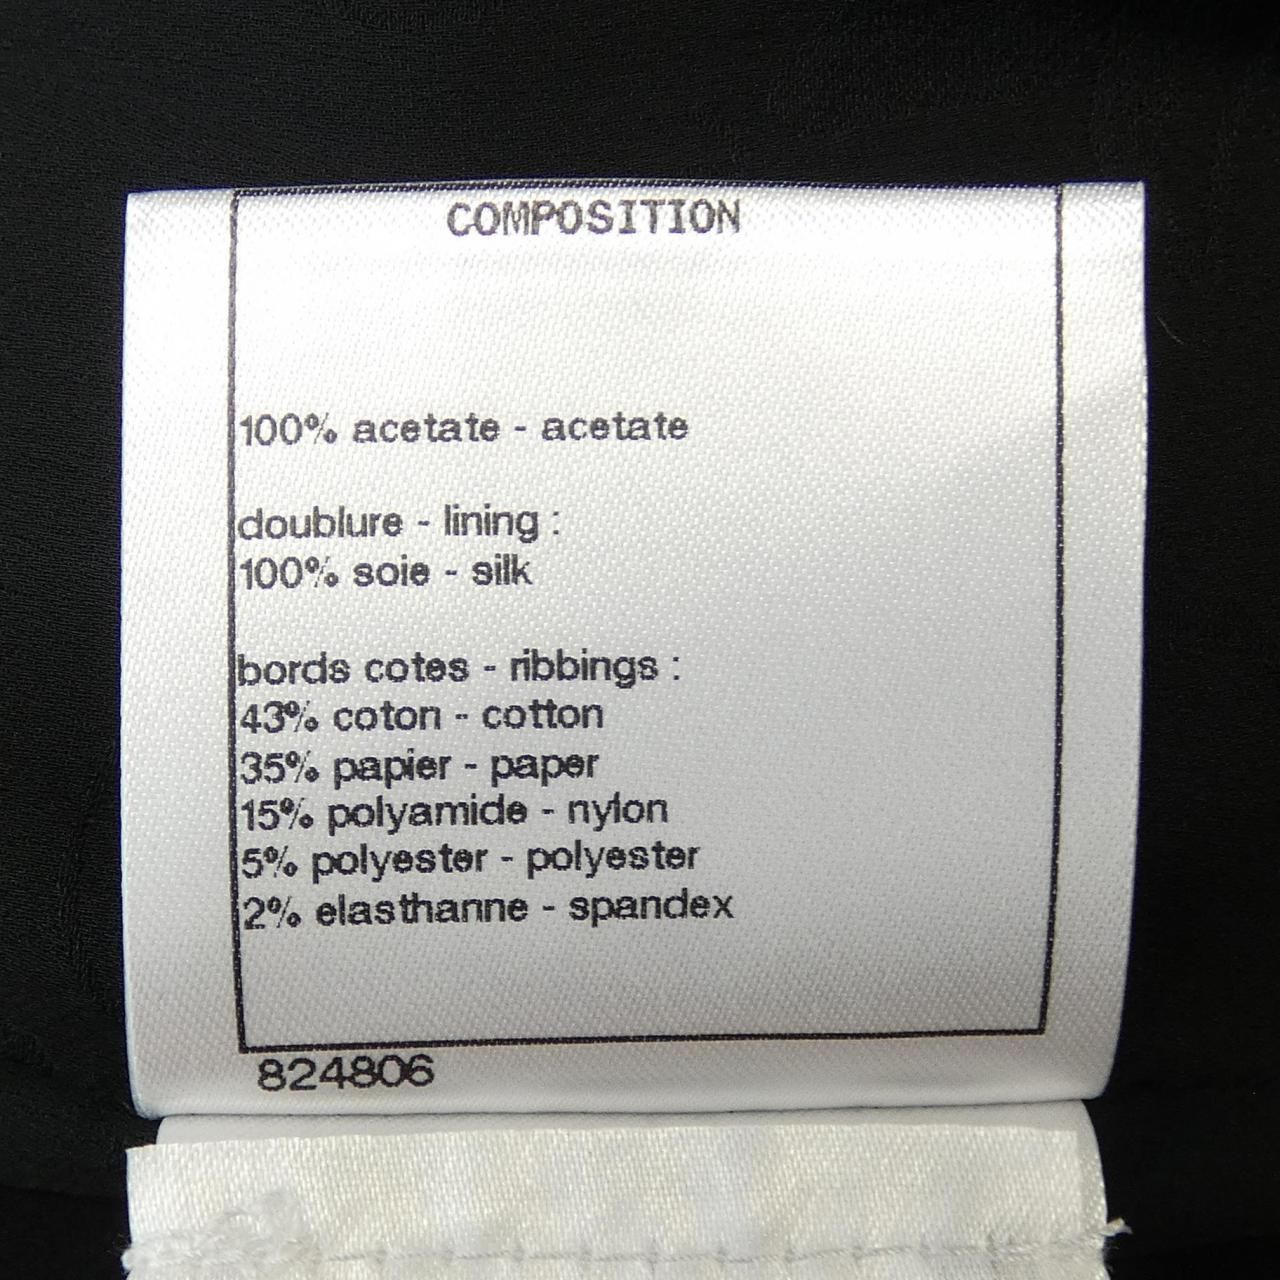 COMPOSITION
100% acetate - acetate
doublure - lining :
100% soie - silk
bords cotes - ribbings :
43% coton - cotton
35% papier - paper
15% polyamide - nylon
5% polyester - polyester
2% elasthanne - spandex
824806